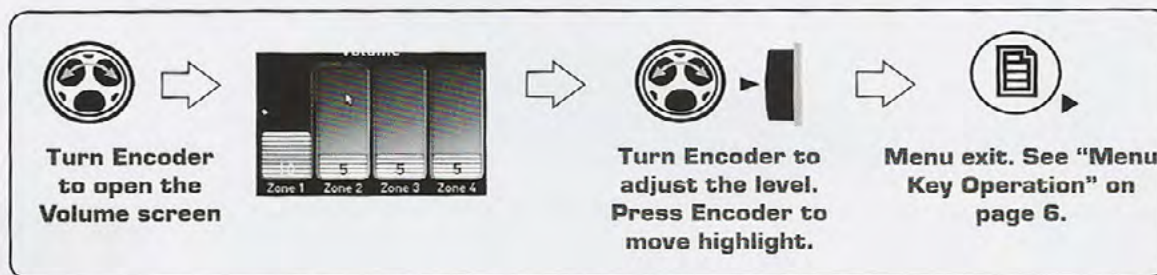 Turn Encoder
to open the
Volume screen
Volume
10 5 5 5
Zone 1 Zone 2 Zone 3 Zone 4
Turn Encoder to
adjust the level.
Press Encoder to
move highlight.
Menu exit. See “Menu
Key Operation” on
page 6.